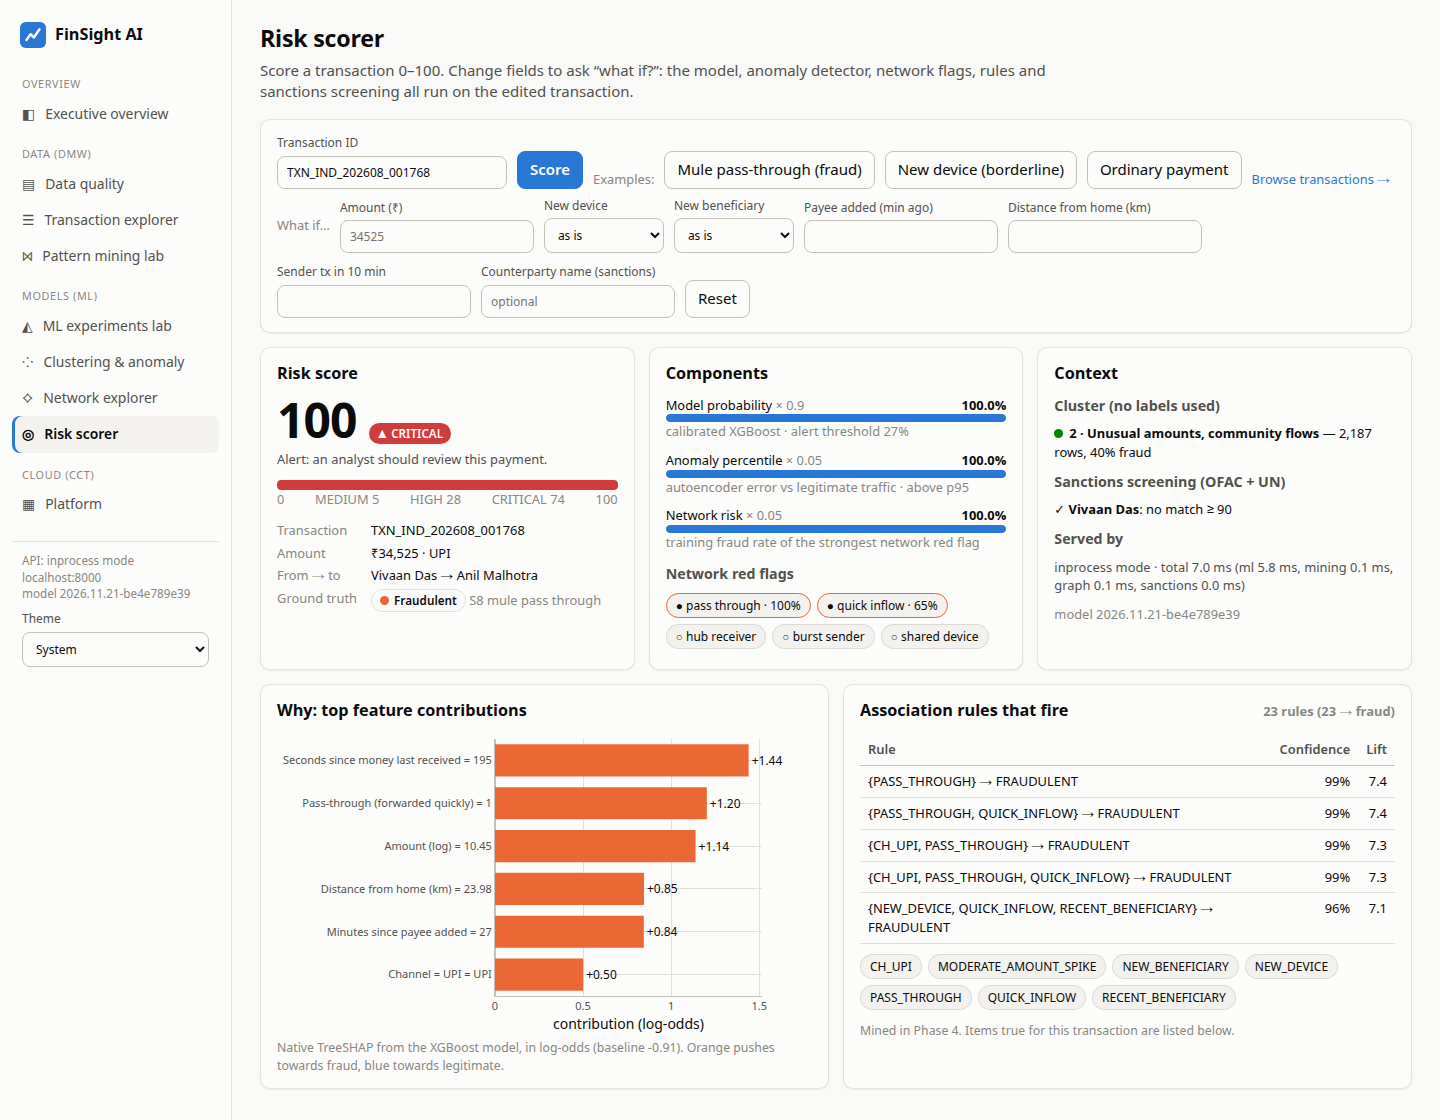 FinSight AI
OVERVIEW
Executive overview
DATA (DMW)
Data quality
Transaction explorer
Pattern mining lab
MODELS (ML)
ML experiments lab
Clustering & anomaly
Network explorer
Risk scorer
CLOUD (CCT)
Platform
API: inprocess mode
localhost:8000
model 2026.11.21-be4e789e39
Theme
System
Risk scorer
Score a transaction 0–100. Change fields to ask “what if?”: the model, anomaly detector, network flags, rules and
sanctions screening all run on the edited transaction.
Transaction ID
TXN_IND_202608_001768
Score
Examples:
Mule pass-through (fraud)
New device (borderline)
Ordinary payment
Browse transactions →
What if...
Amount (₹)
34525
New device
as is
New beneficiary
as is
Payee added (min ago)
Distance from home (km)
Sender tx in 10 min
Counterparty name (sanctions)
optional
Reset
Risk score
100 ▲ CRITICAL
Alert: an analyst should review this payment.
0 MEDIUM 5 HIGH 28 CRITICAL 74 100
Transaction TXN_IND_202608_001768
Amount ₹34,525 · UPI
From → to Vivaan Das → Anil Malhotra
Ground truth Fraudulent S8 mule pass through
Components
Model probability × 0.9 100.0%
calibrated XGBoost · alert threshold 27%
Anomaly percentile × 0.05 100.0%
autoencoder error vs legitimate traffic · above p95
Network risk × 0.05 100.0%
training fraud rate of the strongest network red flag
Network red flags
● pass through · 100% ● quick inflow · 65%
○ hub receiver ○ burst sender ○ shared device
Context
Cluster (no labels used)
2 · Unusual amounts, community flows — 2,187
rows, 40% fraud
Sanctions screening (OFAC + UN)
✓ Vivaan Das: no match ≥ 90
Served by
inprocess mode · total 7.0 ms (ml 5.8 ms, mining 0.1 ms,
graph 0.1 ms, sanctions 0.0 ms)
model 2026.11.21-be4e789e39
Why: top feature contributions
Seconds since money last received = 195 +1.44
Pass-through (forwarded quickly) = 1 +1.20
Amount (log) = 10.45 +1.14
Distance from home (km) = 23.98 +0.85
Minutes since payee added = 27 +0.84
Channel = UPI = UPI +0.50
0 0.5 1 1.5
contribution (log-odds)
Native TreeSHAP from the XGBoost model, in log-odds (baseline -0.91). Orange pushes
towards fraud, blue towards legitimate.
Association rules that fire
23 rules (23 → fraud)
Rule Confidence Lift
{PASS_THROUGH} → FRAUDULENT 99% 7.4
{PASS_THROUGH, QUICK_INFLOW} → FRAUDULENT 99% 7.4
{CH_UPI, PASS_THROUGH} → FRAUDULENT 99% 7.3
{CH_UPI, PASS_THROUGH, QUICK_INFLOW} → FRAUDULENT 99% 7.3
{NEW_DEVICE, QUICK_INFLOW, RECENT_BENEFICIARY} → 96% 7.1
FRAUDULENT
CH_UPI MODERATE_AMOUNT_SPIKE NEW_BENEFICIARY NEW_DEVICE
PASS_THROUGH QUICK_INFLOW RECENT_BENEFICIARY
Mined in Phase 4. Items true for this transaction are listed below.